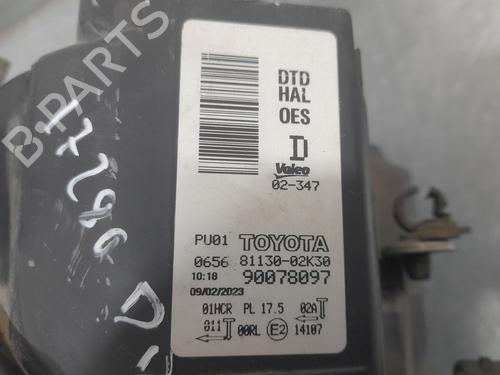 B-PARTS
17296 D
DTD
HAL
OES
D
Valeo
02-347
PU01 TOYOTA
0656 81130-02K30
10:18 90078097
09/02/2023
01HCR PL 17.5 02A
011 00RL E2 14107